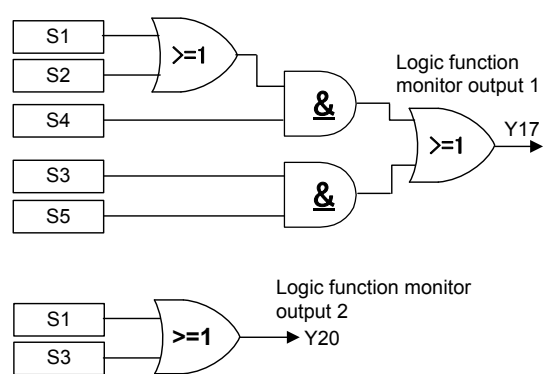 S1
>=1
S2
S4
&
Logic function
monitor output 1
>=1
Y17
S3
S5
&
S1
S3
>=1
Logic function monitor
output 2
Y20